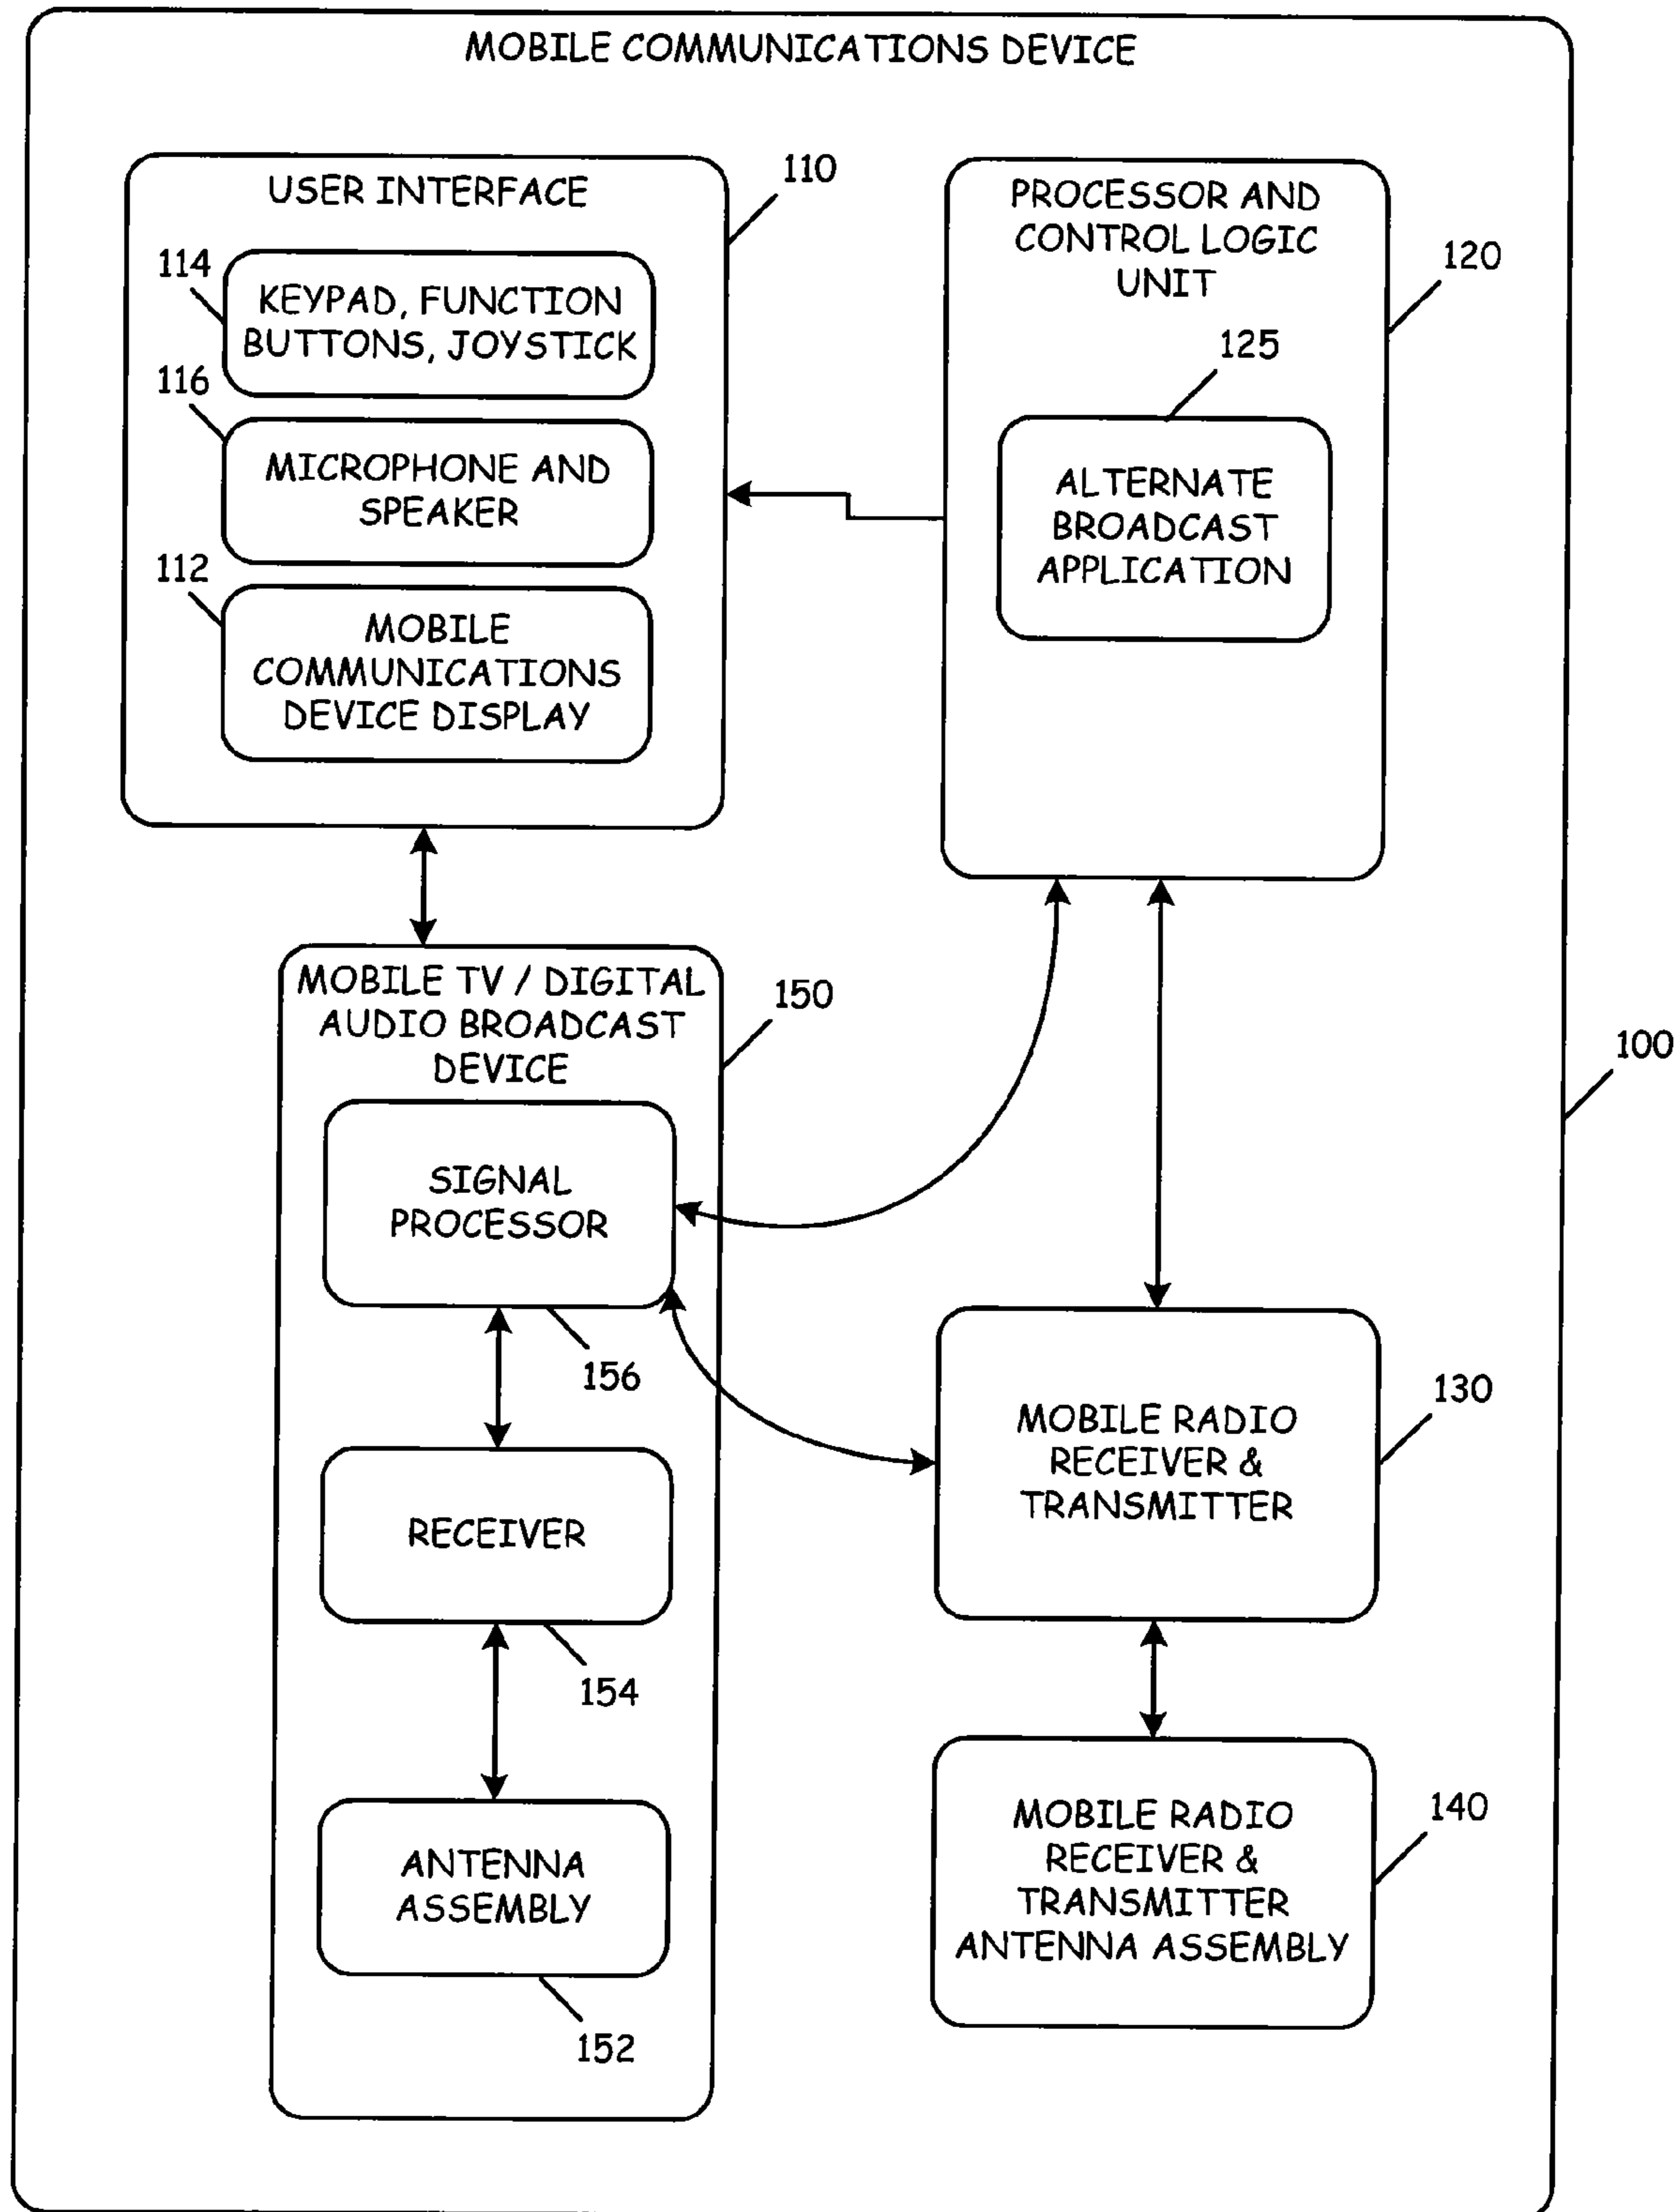 MOBILE COMMUNICATIONS DEVICE
USER INTERFACE
110
114
KEYPAD, FUNCTION
BUTTONS, JOYSTICK
116
MICROPHONE AND
SPEAKER
112
MOBILE
COMMUNICATIONS
DEVICE DISPLAY
PROCESSOR AND
CONTROL LOGIC
UNIT
120
125
ALTERNATE
BROADCAST
APPLICATION
MOBILE TV / DIGITAL
AUDIO BROADCAST
DEVICE
150
100
SIGNAL
PROCESSOR
156
RECEIVER
154
ANTENNA
ASSEMBLY
152
MOBILE RADIO
RECEIVER &
TRANSMITTER
130
MOBILE RADIO
RECEIVER &
TRANSMITTER
ANTENNA ASSEMBLY
140